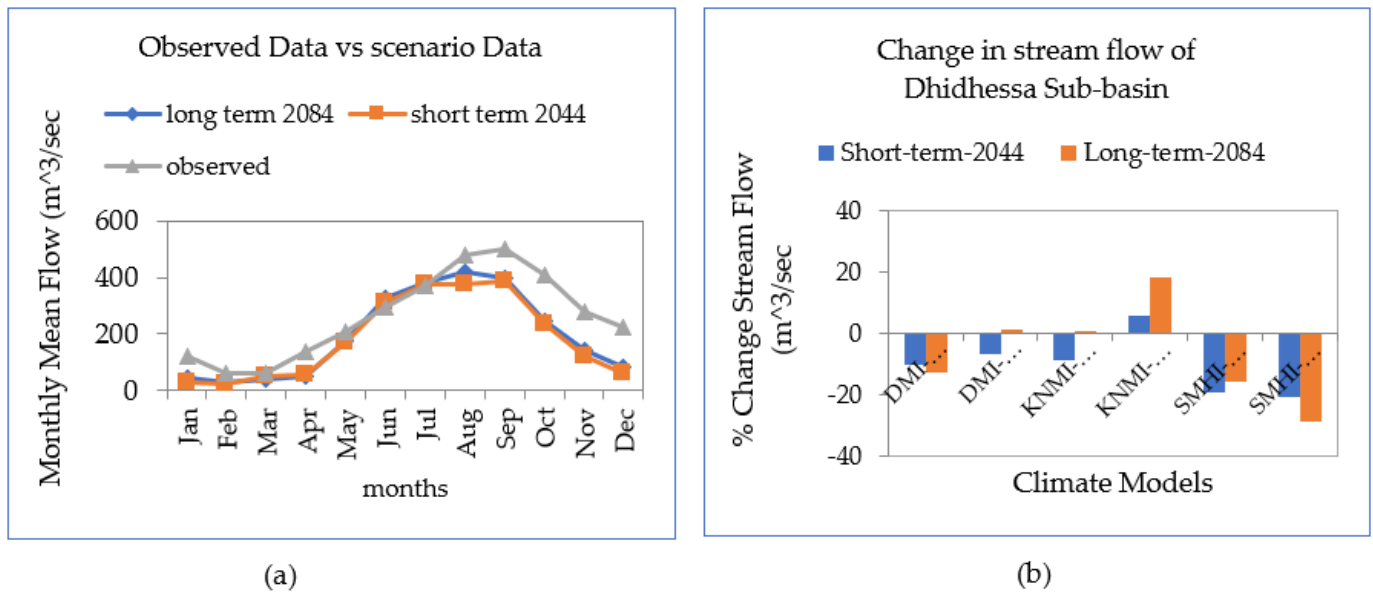 Observed Data vs scenario Data
long term 2084
short term 2044
observed
Monthly Mean Flow (m^3/sec
600
400
200
0
Jan
Feb
Mar
Apr
May
Jun
Jul
Aug
Sep
Oct
Nov
Dec
months
(a)
Change in stream flow of
Dhidhessa Sub-basin
Short-term-2044
Long-term-2084
% Change Stream Flow
(m^3/sec
40
20
0
-20
-40
DMI-...
DMI-...
KNMI-...
KNMI-...
SMHI-...
SMHI-...
Climate Models
(b)